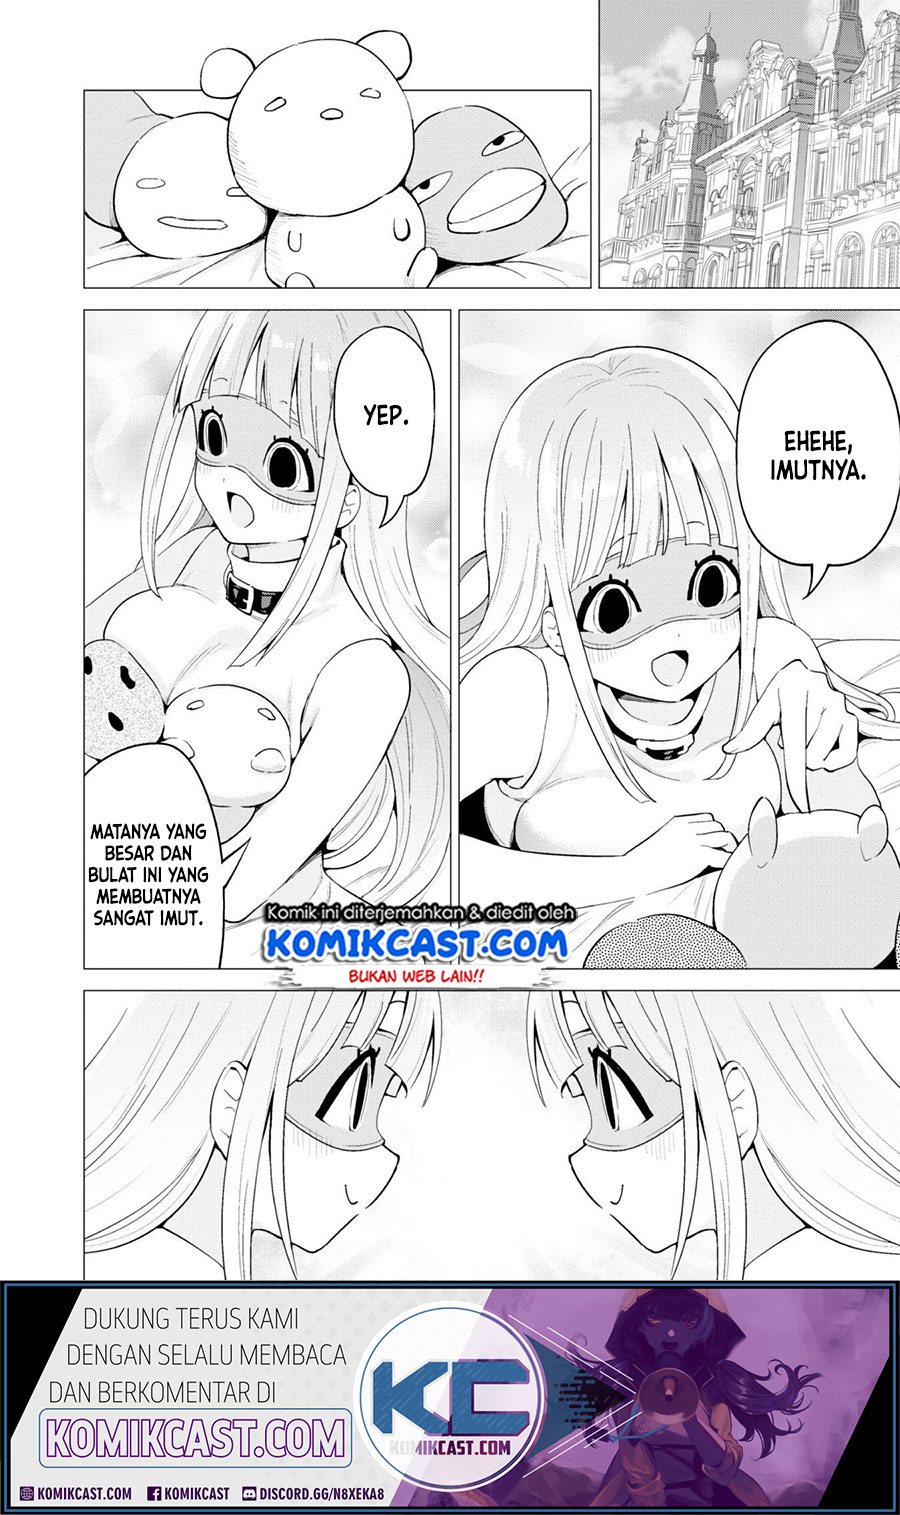 EHEHE,
IMUTNYA.
YEP.
MATANYA YANG
BESAR DAN
BULAT INI YANG
MEMBUATNYA
SANGAT IMUT.
Komik ini diterjemahkan & diedit oleh
KOMIKCAST.COM
BUKAN WEB LAIN!!
DUKUNG TERUS KAMI
DENGAN SELALU MEMBACA
DAN BERKOMENTAR DI
KOMIKCAST.COM
KOMIKCAST.COM
KOMIKCAST
DISCORD.GG/N8XEKA8
KC
KOMIKCAST.COM